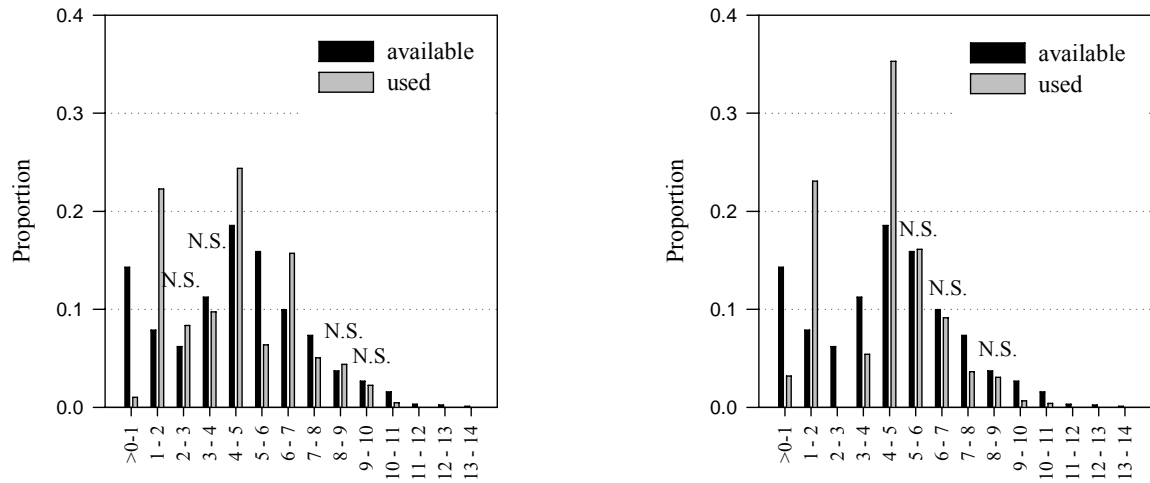 0.4
0.3
0.2
0.1
0.0
Proportion
available
used
N.S.
N.S.
N.S.
N.S.
>0-1
1 - 2
2 - 3
3 - 4
4 - 5
5 - 6
6 - 7
7 - 8
8 - 9
9 - 10
10 - 11
11 - 12
12 - 13
13 - 14
0.4
0.3
0.2
0.1
0.0
Proportion
available
used
N.S.
N.S.
N.S.
>0-1
1 - 2
2 - 3
3 - 4
4 - 5
5 - 6
6 - 7
7 - 8
8 - 9
9 - 10
10 - 11
11 - 12
12 - 13
13 - 14